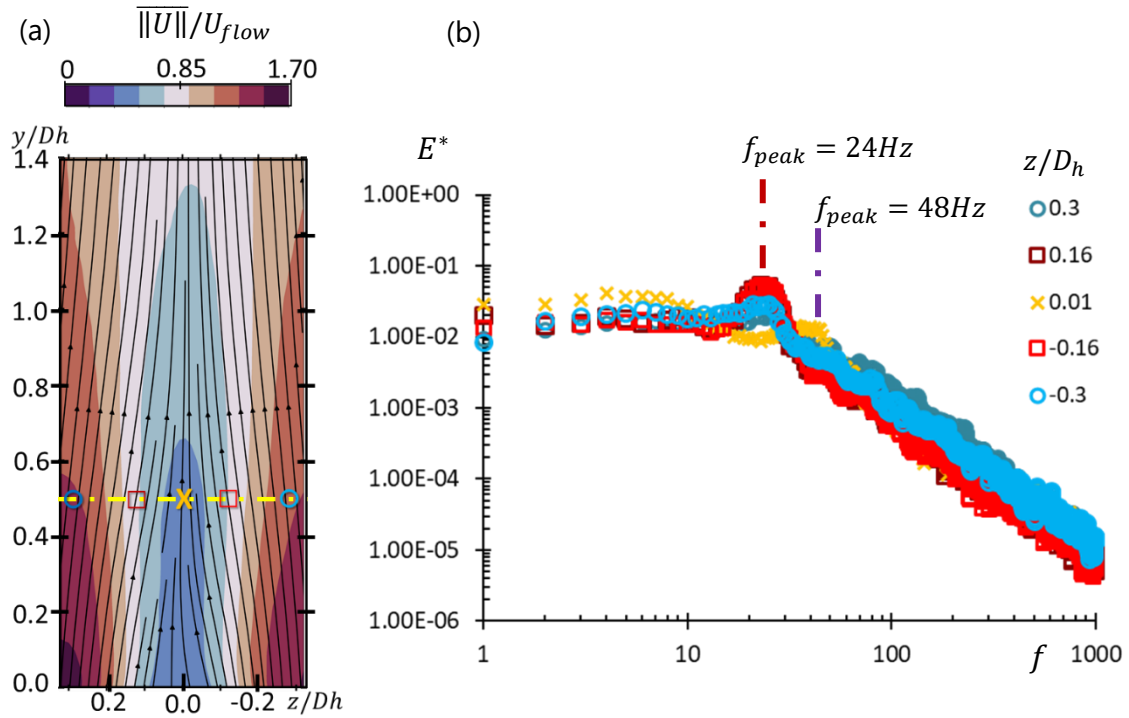 (a)
‖U‖/U_flow
0 0.85 1.70
y/Dh
1.4
1.2
1.0
0.8
0.6
0.4
0.2
0.0
0.2 0.0 -0.2 z/Dh
(b)
E*
f_peak = 24Hz
f_peak = 48Hz
z/D_h
0.3
0.16
0.01
-0.16
-0.3
1.00E+00
1.00E-01
1.00E-02
1.00E-03
1.00E-04
1.00E-05
1.00E-06
1 10 100 f 1000